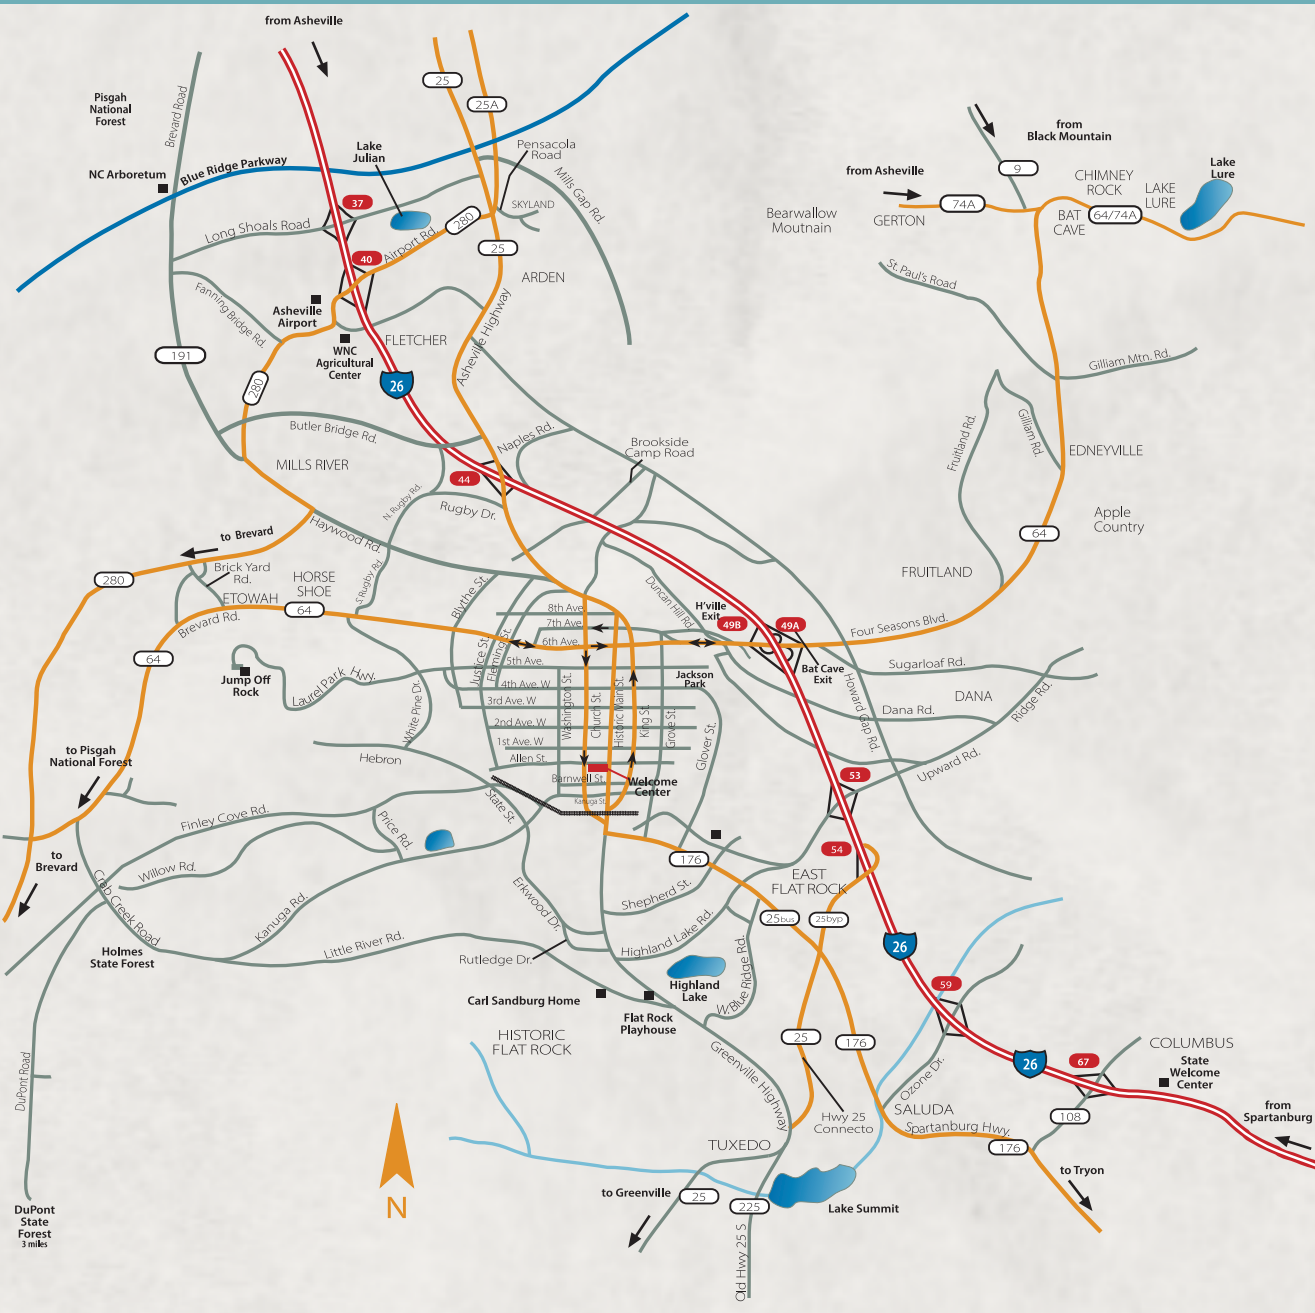 from Asheville
Pisgah
National
Forest
Brevard Road
25
25A
from
Black Mountain
Blue Ridge Parkway
NC Arboretum
Lake
Julian
Pensacola
Road
Mills Gap Rd.
9
from Asheville
CHIMNEY
ROCK
Lake
Lure
LAKE
LURE
37
SKYLAND
74A
GERTON
64/74A
BAT
CAVE
Bearwallow
Moutnain
Long Shoals Road
280
Airport Rd.
25
40
ARDEN
St. Paul's Road
Fanning Bridge Rd.
Asheville
Airport
Asheville Highway
191
WNC
Agricultural
Center
FLETCHER
26
Gilliam Mtn. Rd.
280
Butler Bridge Rd.
Naples Rd.
Brookside
Camp Road
Fruitland Rd.
Gilliam Rd.
EDNEYVILLE
MILLS RIVER
44
N. Rugby Rd.
Rugby Dr.
Apple
Country
to Brevard
Haywood Rd.
64
280
Brick Yard
Rd.
HORSE
SHOE
S. Rugby Rd.
Blythe St.
Duncan Hill Rd.
FRUITLAND
ETOWAH
64
Brevard Rd.
8th Ave.
7th Ave.
6th Ave.
5th Ave.
H'ville
Exit
49B
49A
Four Seasons Blvd.
64
Justice St.
Fleming St.
Jump Off
Rock
Laurel Park Hwy.
White Pine Dr.
4th Ave. W
3rd Ave. W
2nd Ave. W
1st Ave. W
Allen St.
Barnwell St.
Kanuga St.
Washington St.
Church St.
Historic Main St.
King St.
Grove St.
Glover St.
Jackson
Park
Bat Cave
Exit
Howard Gap Rd.
Sugarloaf Rd.
DANA
Dana Rd.
Ridge Rd.
Upward Rd.
to Pisgah
National Forest
Hebron
State St.
Welcome
Center
53
Finley Cove Rd.
Price Rd.
to
Brevard
Willow Rd.
176
54
EAST
FLAT ROCK
Crab Creek Road
Kanuga Rd.
Erkwood Dr.
Shepherd St.
25bus
25byp
26
Holmes
State Forest
Little River Rd.
Rutledge Dr.
Highland Lake Rd.
W. Blue Ridge Rd.
Highland
Lake
59
Carl Sandburg Home
Flat Rock
Playhouse
HISTORIC
FLAT ROCK
Greenville Highway
25
176
26
67
COLUMBUS
State
Welcome
Center
Ozone Dr.
DuPont Road
Hwy 25
Connecto
SALUDA
Spartanburg Hwy.
108
from
Spartanburg
176
TUXEDO
to Tryon
N
to Greenville
25
225
Lake Summit
Old Hwy 25 S
DuPont
State
Forest
3 miles